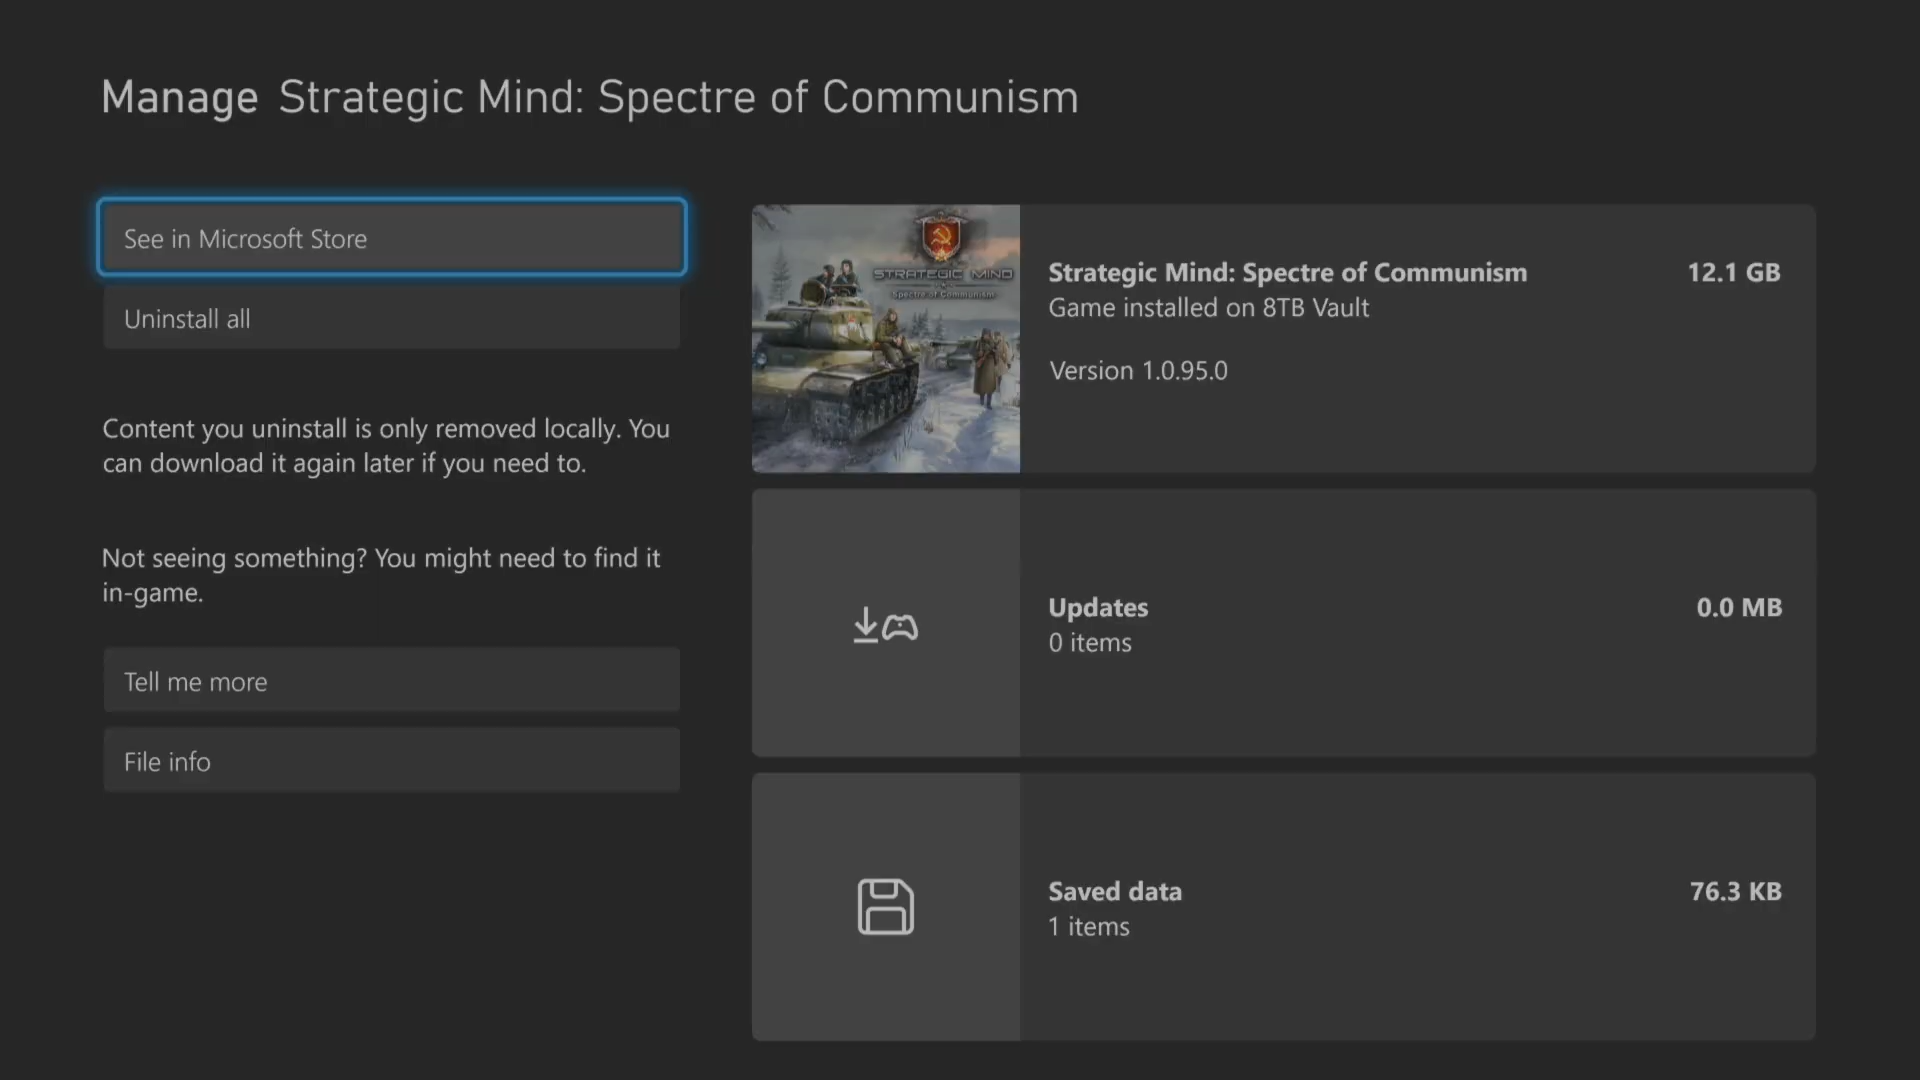 Manage Strategic Mind: Spectre of Communism
See in Microsoft Store
Uninstall all
Content you uninstall is only removed locally. You
can download it again later if you need to.
Not seeing something? You might need to find it
in-game.
Tell me more
File info
STRATEGIC MIND
Spectre of Communism
Strategic Mind: Spectre of Communism
12.1 GB
Game installed on 8TB Vault
Version 1.0.95.0
Updates
0.0 MB
0 items
Saved data
76.3 KB
1 items